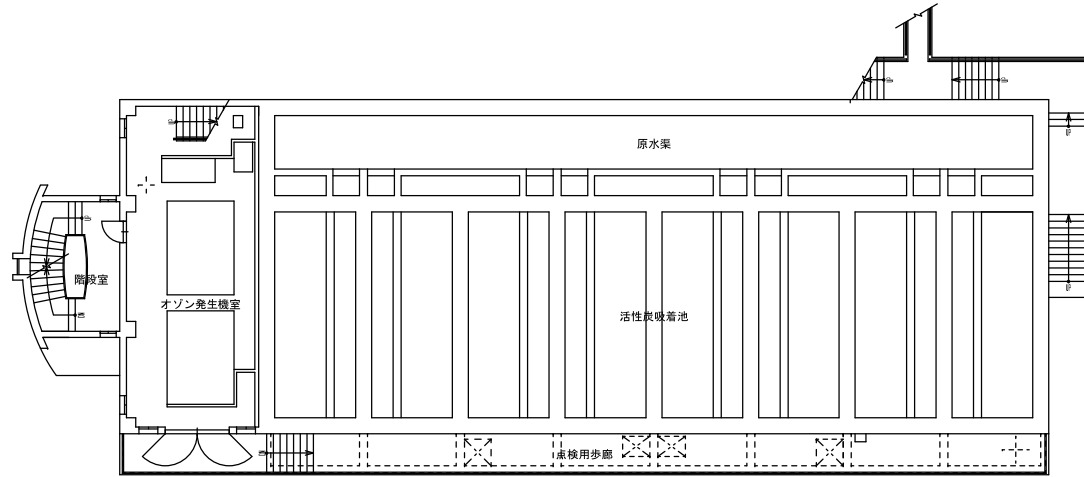 原水渠
階段室
オゾン発生機室
活性炭吸着池
点検用歩廊